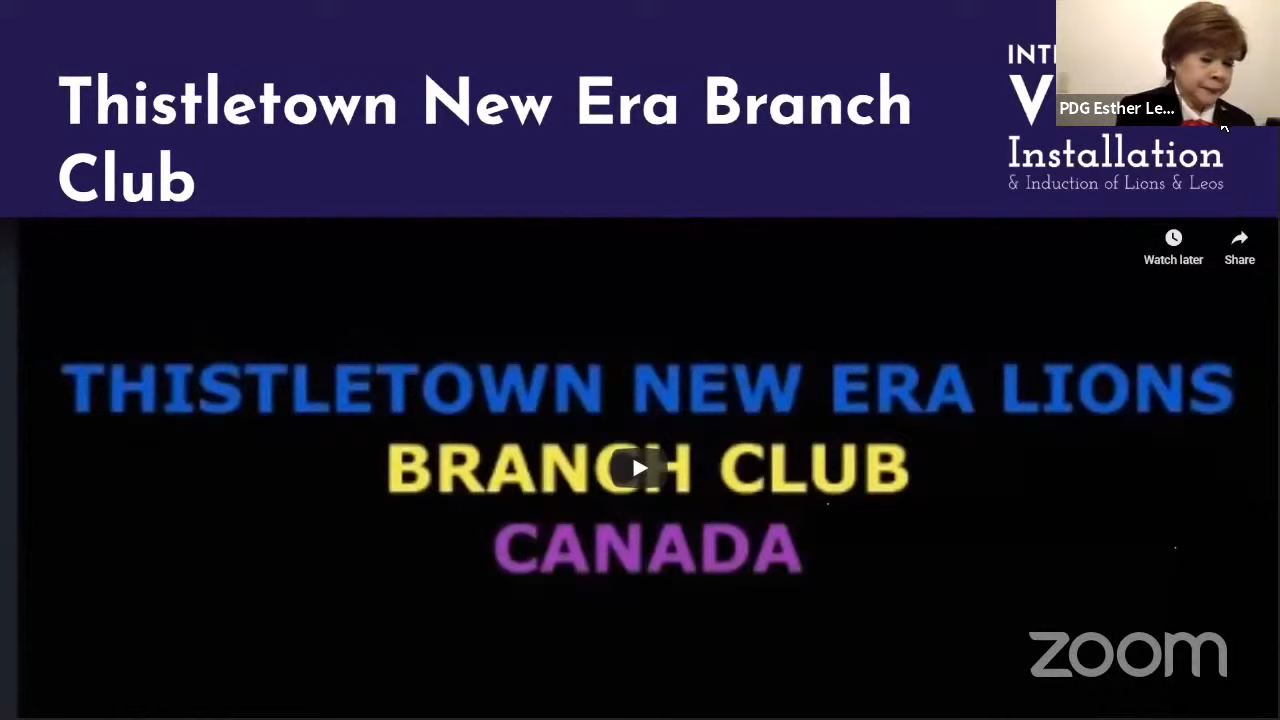 Thistletown New Era Branch
Club
PDG Esther Le...
Installation
& Induction of Lions & Leos
Watch later
Share
THISTLETOWN NEW ERA LIONS
BRANCH CLUB
CANADA
zoom